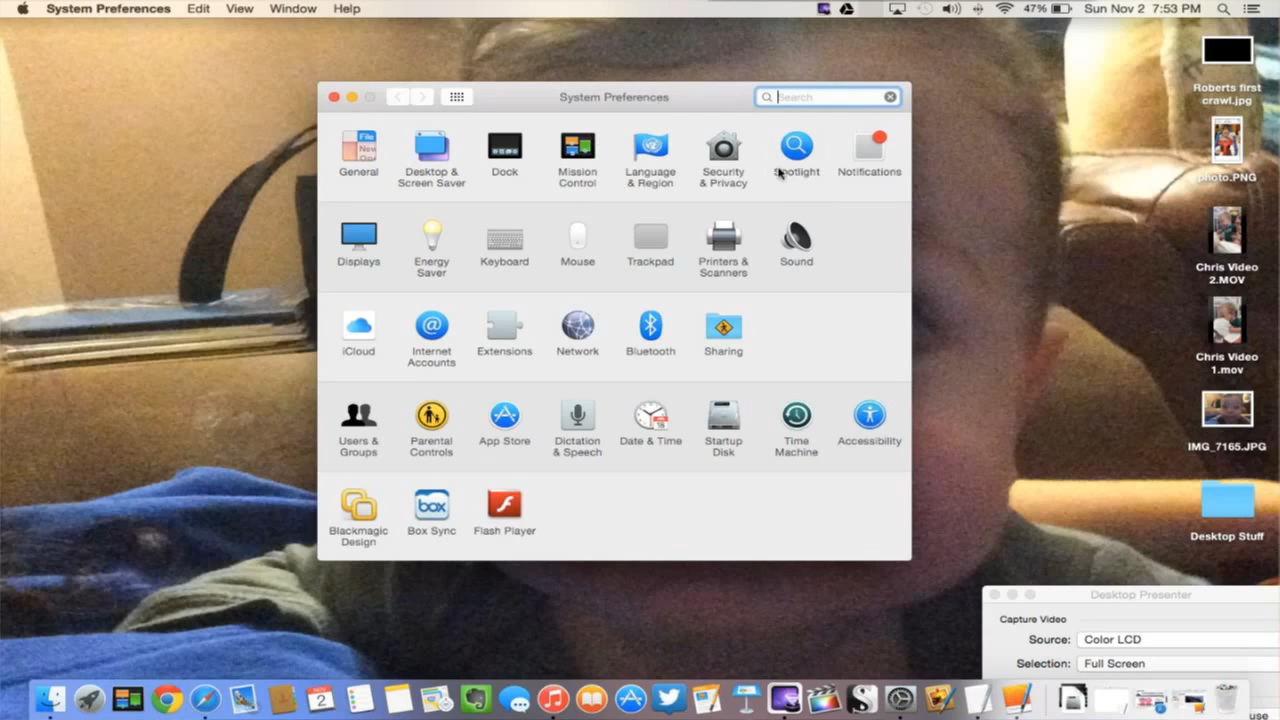 System Preferences Edit View Window Help 47% Sun Nov 2 7:53 PM
System Preferences
Search
General
Desktop &
Screen Saver
Dock
Mission
Control
Language
& Region
Security
& Privacy
Spotlight
Notifications
Displays
Energy
Saver
Keyboard
Mouse
Trackpad
Printers &
Scanners
Sound
iCloud
Internet
Accounts
Extensions
Network
Bluetooth
Sharing
Users &
Groups
Parental
Controls
App Store
Dictation
& Speech
Date & Time
Startup
Disk
Time
Machine
Accessibility
Blackmagic
Design
box
Box Sync
Flash Player
Roberts first
crawl.jpg
photo.PNG
Chris Video
2.MOV
Chris Video
1.mov
IMG_7165.JPG
Desktop Stuff
Desktop Presenter
Capture Video
Source: Color LCD
Selection: Full Screen